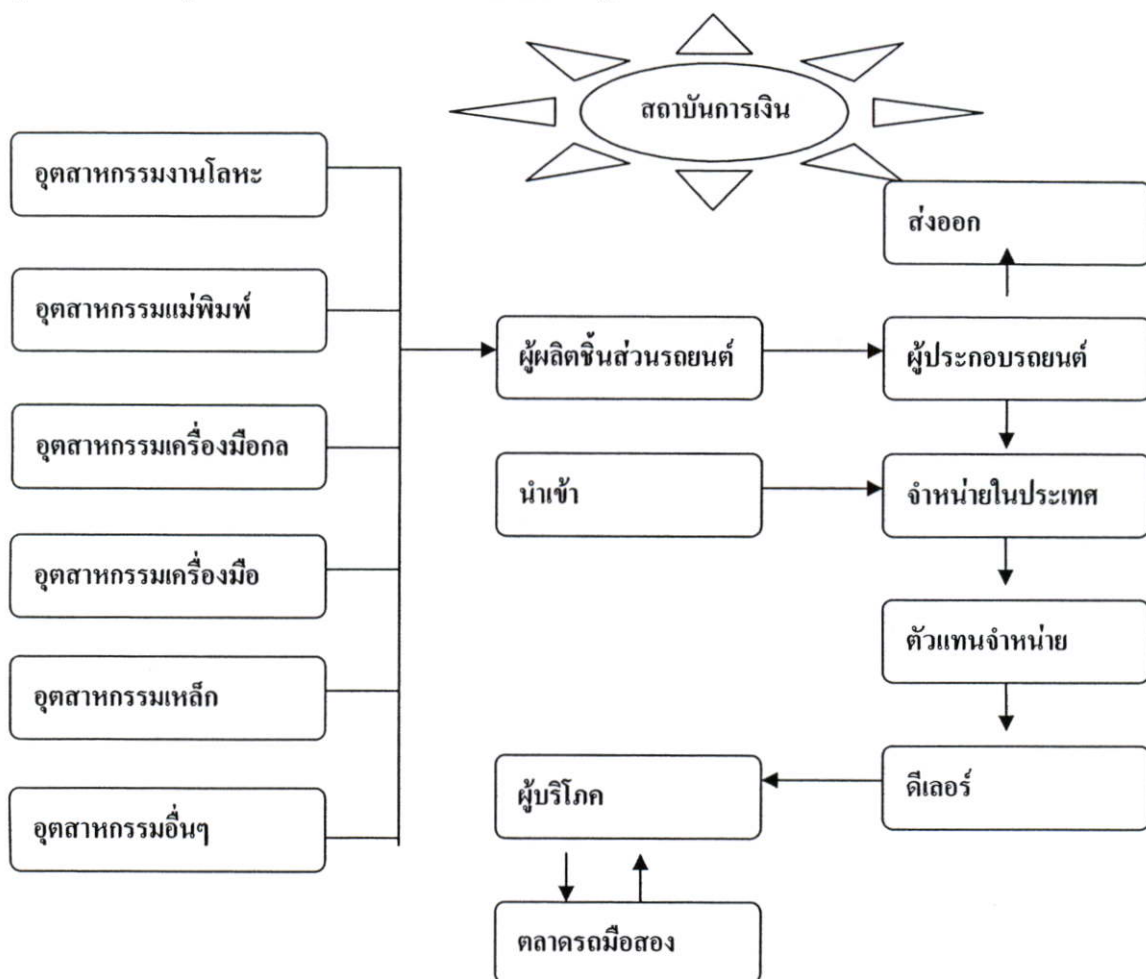 สถาบันการเงิน
อุตสาหกรรมงานโลหะ
ส่งออก
อุตสาหกรรมแม่พิมพ์
ผู้ผลิตชิ้นส่วนรถยนต์
ผู้ประกอบรถยนต์
อุตสาหกรรมเครื่องมือกล
นำเข้า
จำหน่ายในประเทศ
อุตสาหกรรมเครื่องมือ
ตัวแทนจำหน่าย
อุตสาหกรรมเหล็ก
ผู้บริโภค
ดีเลอร์
อุตสาหกรรมอื่นๆ
ตลาดรถมือสอง